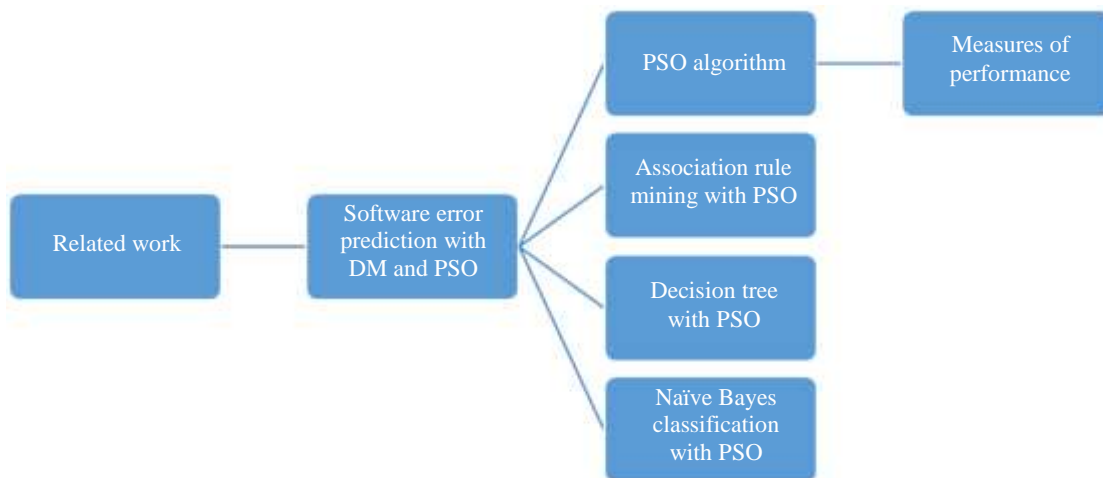 Related work
Software error
prediction with
DM and PSO
PSO algorithm
Measures of
performance
Association rule
mining with PSO
Decision tree
with PSO
Naïve Bayes
classification
with PSO